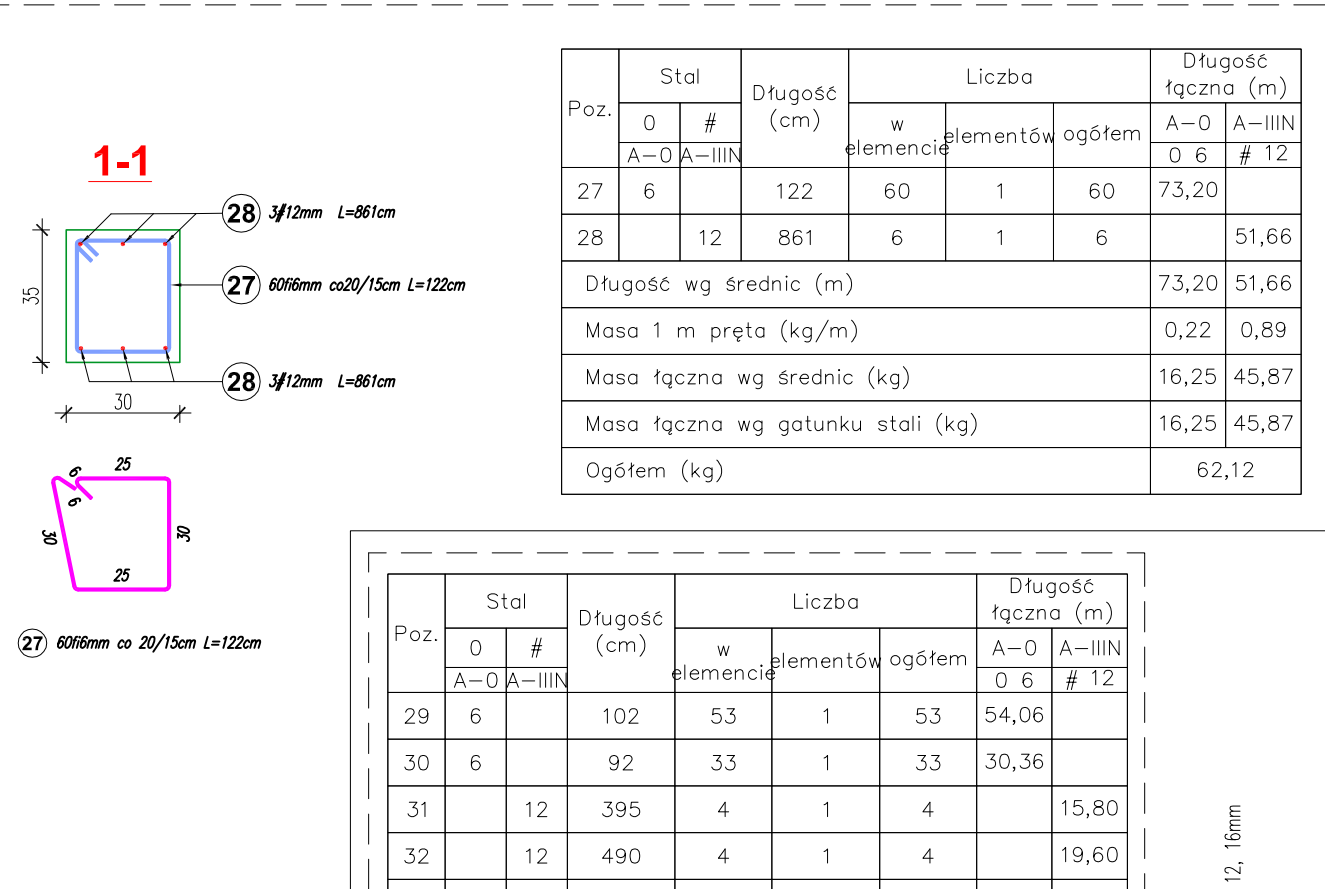 1-1
28 3#12mm L=861cm
27 60fi6mm co20/15cm L=122cm
28 3#12mm L=861cm
35
30
6
25
6
30
30
25
27 60fi6mm co 20/15cm L=122cm
Poz. Stal Długość (cm) Liczba Długość łączna (m)
0 # w elemencie elementów ogółem A-0 A-IIIN
A-0 A-IIIN 0 6 # 12
27 6 122 60 1 60 73,20
28 12 861 6 1 6 51,66
Długość wg średnic (m) 73,20 51,66
Masa 1 m pręta (kg/m) 0,22 0,89
Masa łączna wg średnic (kg) 16,25 45,87
Masa łączna wg gatunku stali (kg) 16,25 45,87
Ogółem (kg) 62,12
Poz. Stal Długość (cm) Liczba Długość łączna (m)
0 # w elemencie elementów ogółem A-0 A-IIIN
A-0 A-IIIN 0 6 # 12
29 6 102 53 1 53 54,06
30 6 92 33 1 33 30,36
31 12 395 4 1 4 15,80
32 12 490 4 1 4 19,60
12, 16mm